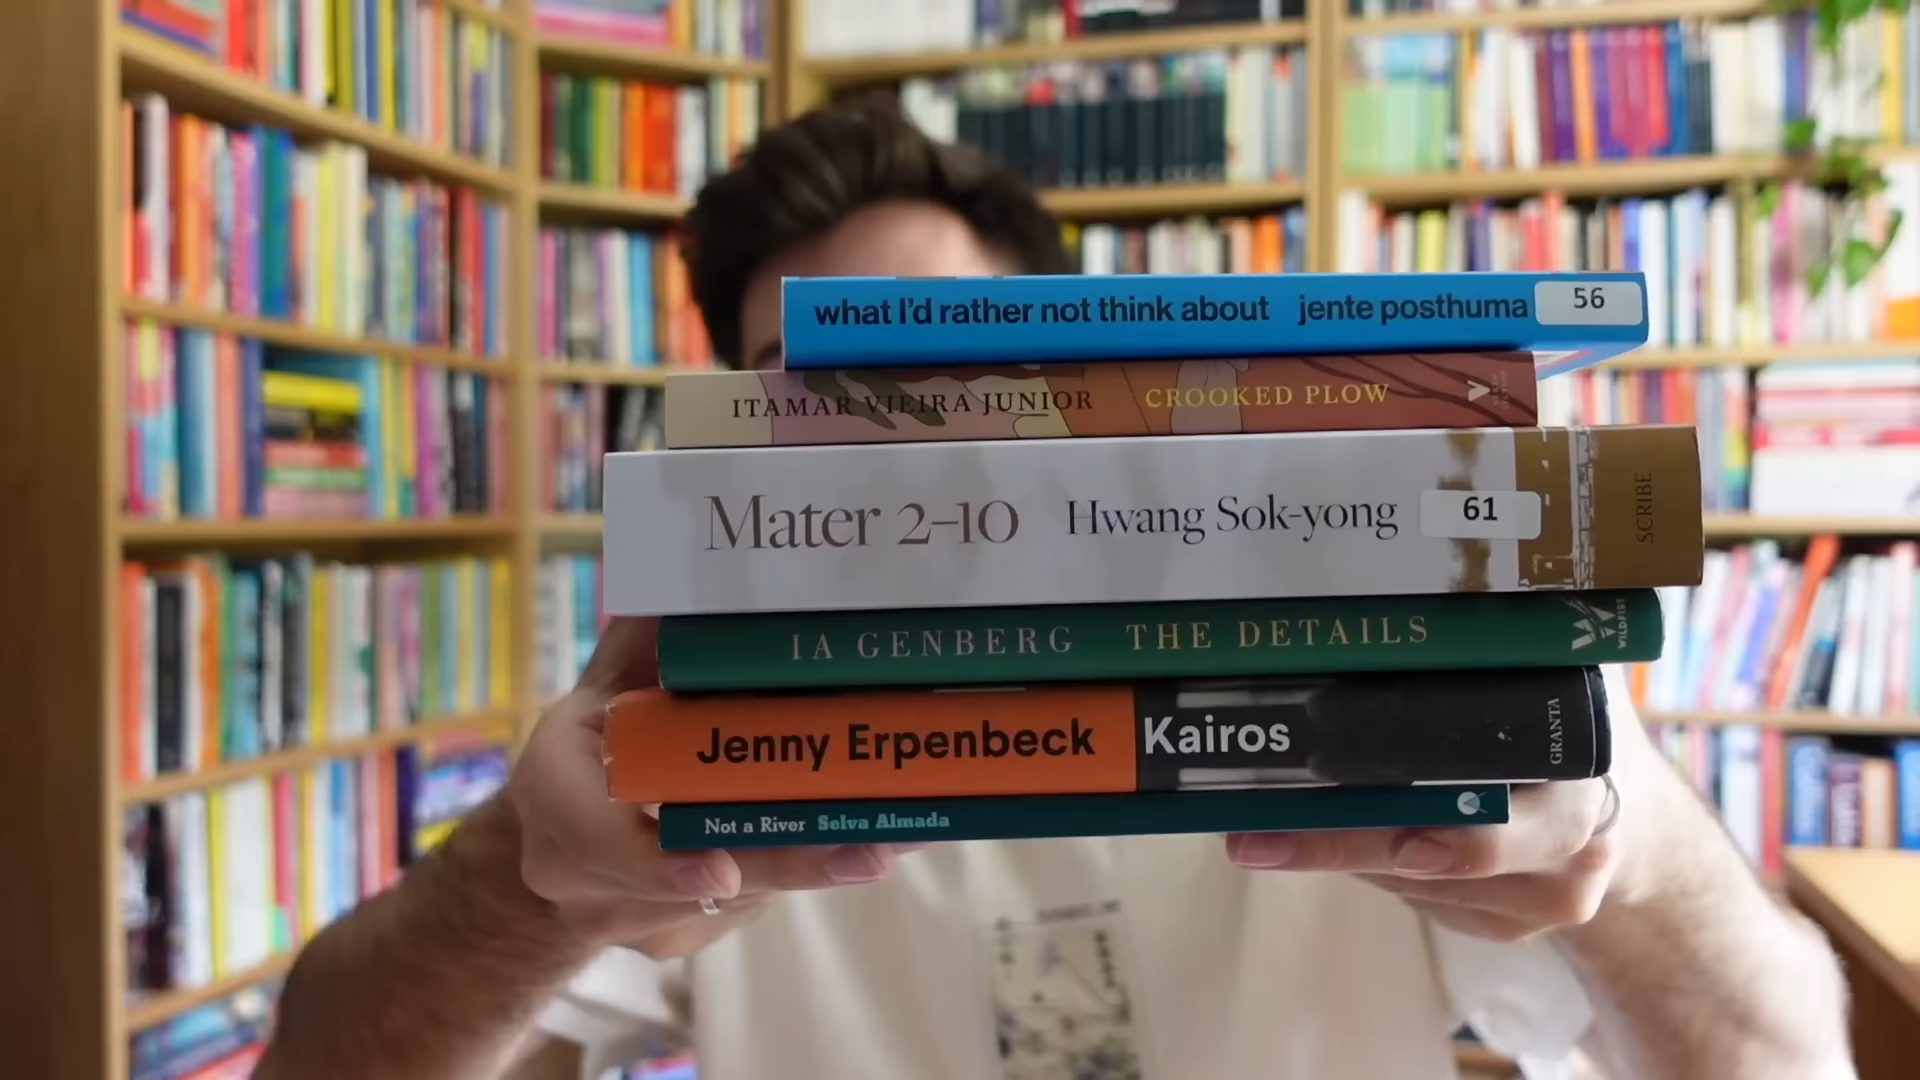 what I'd rather not think about jente posthuma 56
ITAMAR VIEIRA JUNIOR CROOKED PLOW V
Mater 2-10 Hwang Sok-yong 61 SCRIBE
IA GENBERG THE DETAILS W WILDFIRE
Jenny Erpenbeck Kairos GRANTA
Not a River Selva Almada